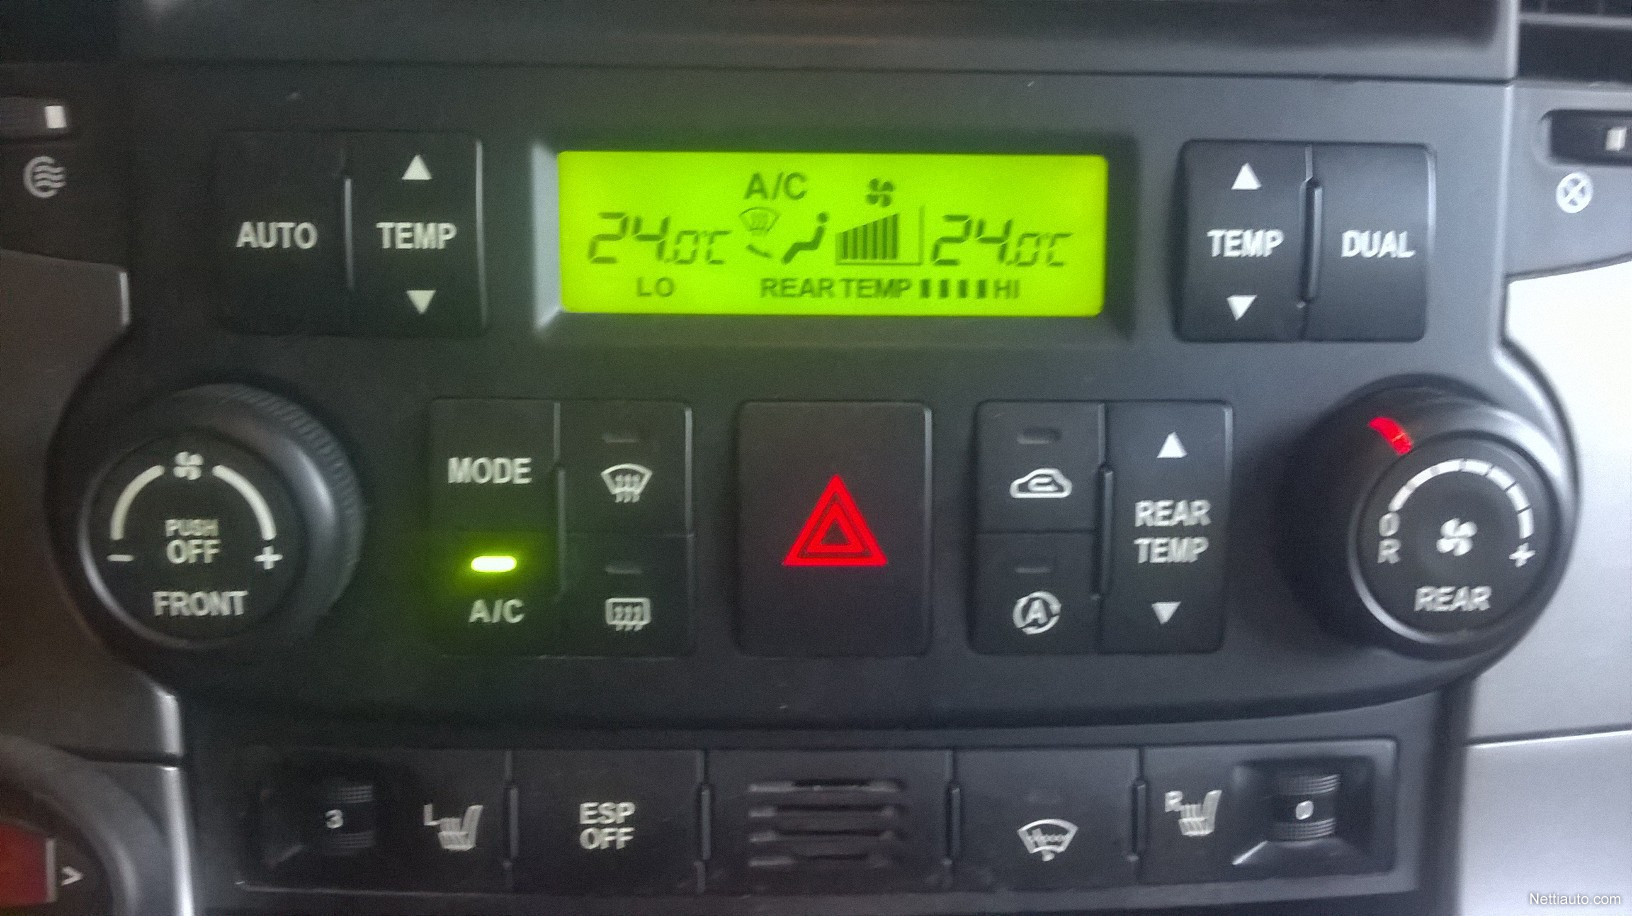 A/C
24.0°C
24.0°C
LO
REAR TEMP
HI
AUTO
TEMP
TEMP
DUAL
PUSH
OFF
- +
FRONT
MODE
A/C
A
REAR
TEMP
O
R
+
REAR
3
L
ESP
OFF
R
0
>
Nettiauto.com